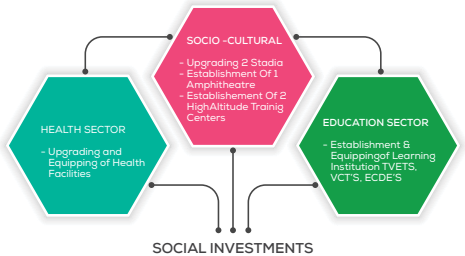 SOCIO -CULTURAL
- Upgrading 2 Stadia
- Establishment Of 1
Amphitheatre
- Establishement Of 2
HighAltitude Trainig
Centers
HEALTH SECTOR
- Upgrading and
Equipping of Health
Facilities
EDUCATION SECTOR
- Establishment &
Equippingof Learning
Institution TVETS,
VCT'S, ECDE'S
SOCIAL INVESTMENTS